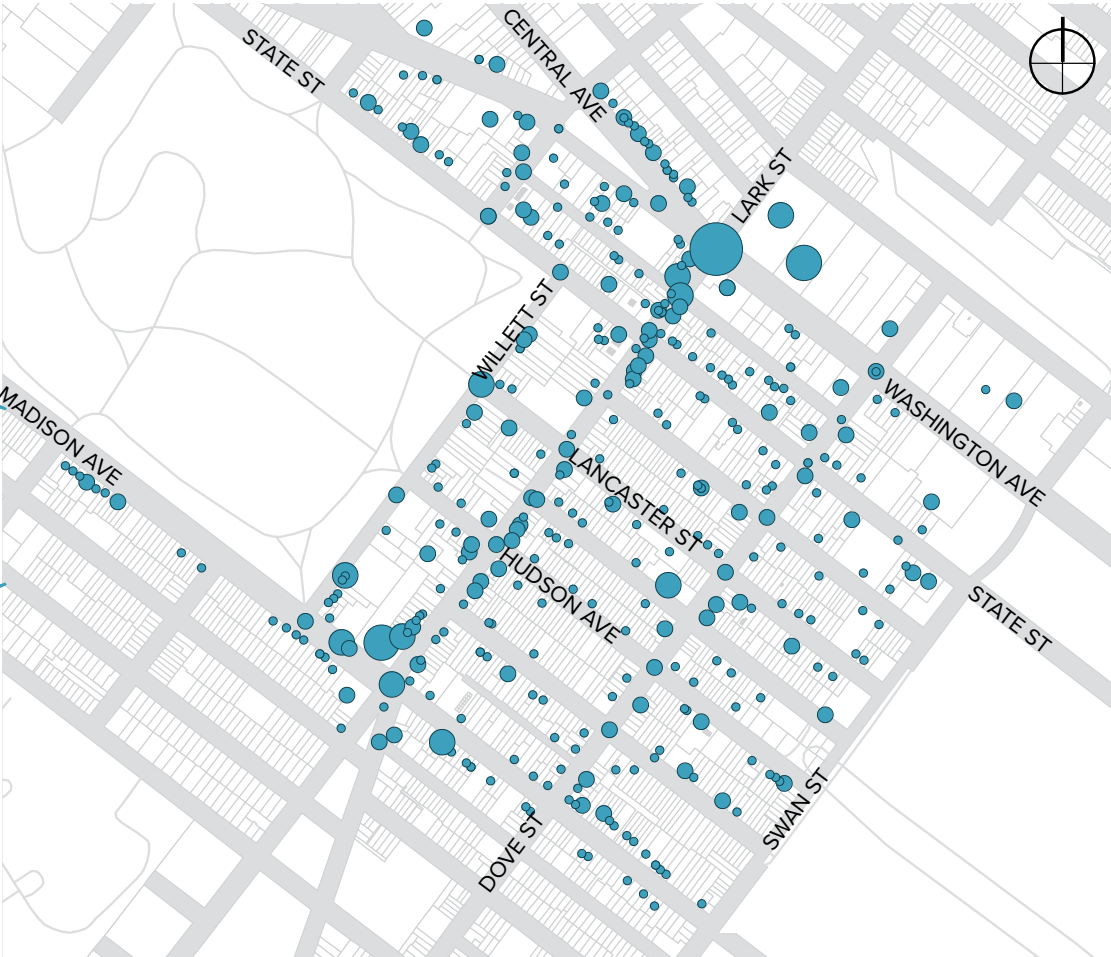 STATE ST
CENTRAL AVE
LARK ST
WILLETT ST
MADISON AVE
WASHINGTON AVE
LANCASTER ST
HUDSON AVE
STATE ST
SWAN ST
DOVE ST